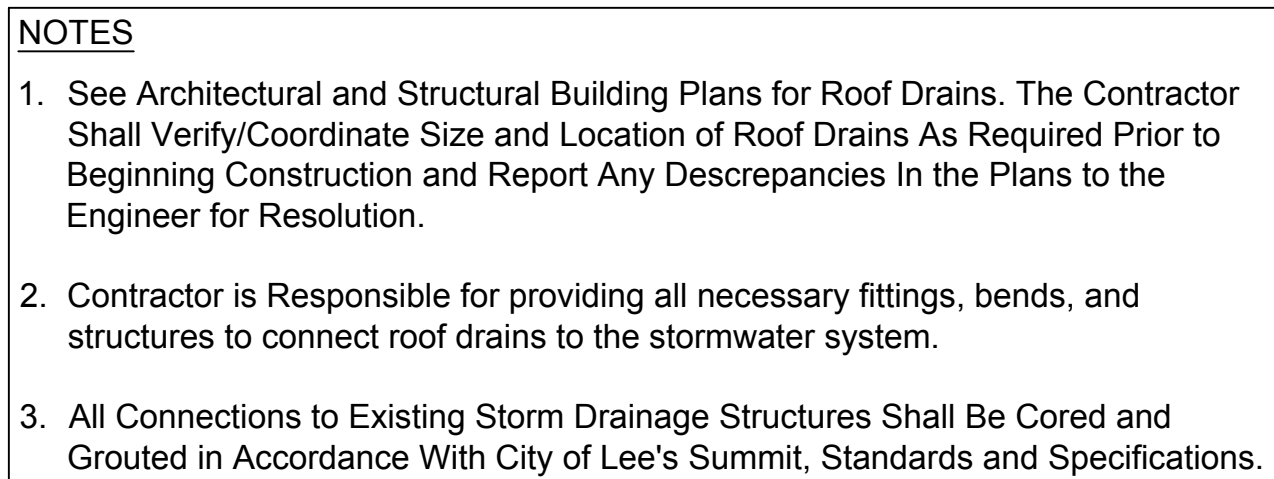 NOTES
1. See Architectural and Structural Building Plans for Roof Drains. The Contractor
Shall Verify/Coordinate Size and Location of Roof Drains As Required Prior to
Beginning Construction and Report Any Descrepancies In the Plans to the
Engineer for Resolution.
2. Contractor is Responsible for providing all necessary fittings, bends, and
structures to connect roof drains to the stormwater system.
3. All Connections to Existing Storm Drainage Structures Shall Be Cored and
Grouted in Accordance With City of Lee's Summit, Standards and Specifications.